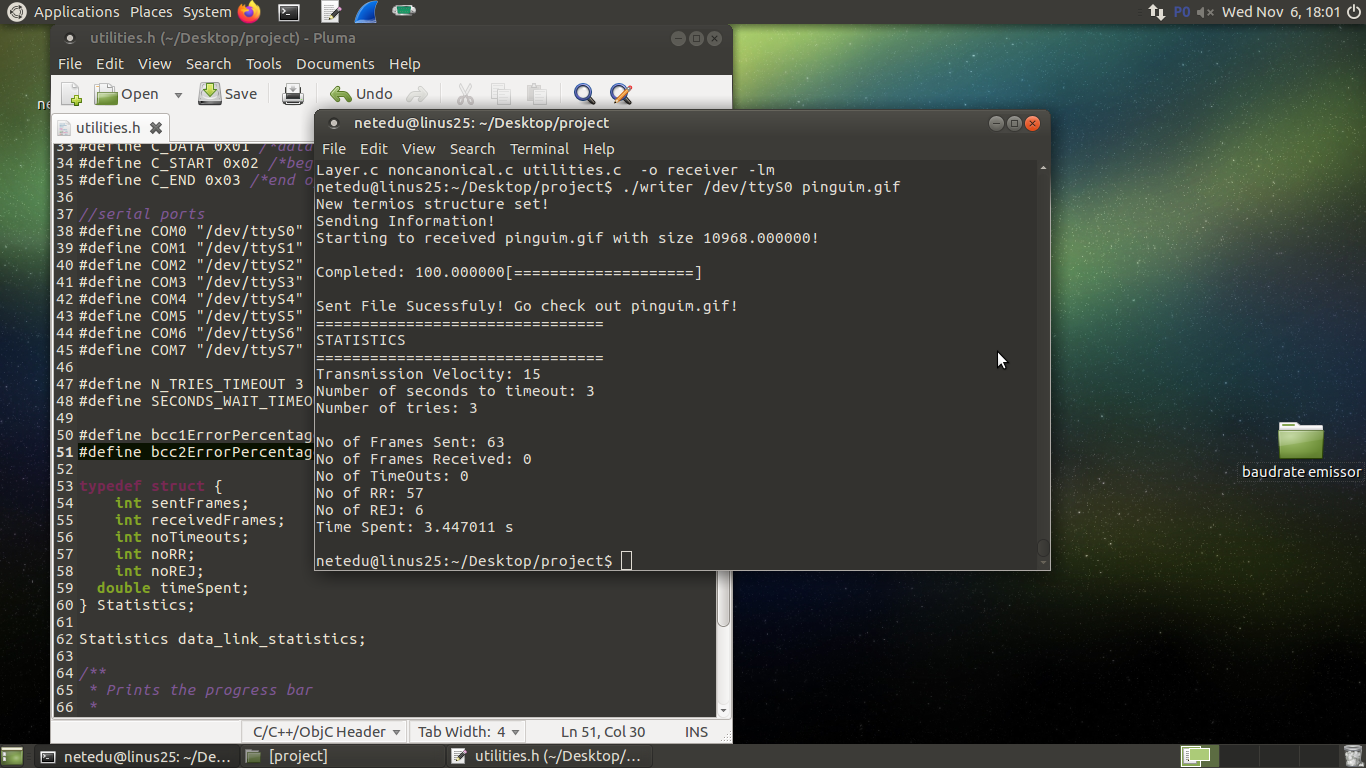 Applications Places System
P0 Wed Nov 6, 18:01
utilities.h (~/Desktop/project) - Pluma
File Edit View Search Tools Documents Help
Open Save Undo
utilities.h
33 #define C_DATA 0x01
34 #define C_START 0x02 /*beg
35 #define C_END 0x03 /*end o
36
37 //serial ports
38 #define COM0 "/dev/ttyS0"
39 #define COM1 "/dev/ttyS1"
40 #define COM2 "/dev/ttyS2"
41 #define COM3 "/dev/ttyS3"
42 #define COM4 "/dev/ttyS4"
43 #define COM5 "/dev/ttyS5"
44 #define COM6 "/dev/ttyS6"
45 #define COM7 "/dev/ttyS7"
46
47 #define N_TRIES_TIMEOUT 3
48 #define SECONDS_WAIT_TIMEO
49
50 #define bcc1ErrorPercentag
51 #define bcc2ErrorPercentag
52
53 typedef struct {
54 int sentFrames;
55 int receivedFrames;
56 int noTimeouts;
57 int noRR;
58 int noREJ;
59 double timeSpent;
60 } Statistics;
61
62 Statistics data_link_statistics;
63
64 /**
65 * Prints the progress bar
66 *
C/C++/ObjC Header Tab Width: 4 Ln 51, Col 30 INS
netedu@linus25: ~/Desktop/project
File Edit View Search Terminal Help
Layer.c noncanonical.c utilities.c -o receiver -lm
netedu@linus25:~/Desktop/project$ ./writer /dev/ttyS0 pinguim.gif
New termios structure set!
Sending Information!
Starting to received pinguim.gif with size 10968.000000!
Completed: 100.000000[====================]
Sent File Sucessfuly! Go check out pinguim.gif!
================================
STATISTICS
================================
Transmission Velocity: 15
Number of seconds to timeout: 3
Number of tries: 3
No of Frames Sent: 63
No of Frames Received: 0
No of TimeOuts: 0
No of RR: 57
No of REJ: 6
Time Spent: 3.447011 s
netedu@linus25:~/Desktop/project$
baudrate emissor
netedu@linus25: ~/De... [project] utilities.h (~/Desktop/...